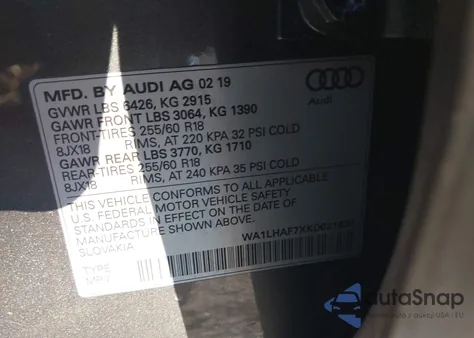 MFD. BY AUDI AG 02 19
GVWR LBS 6426, KG 2915
GAWR FRONT LBS 3064, KG 1390
FRONT-TIRES 255/60 R18
8JX18 RIMS, AT 220 KPA 32 PSI COLD
GAWR REAR LBS 3770, KG 1710
REAR-TIRES 255/60 R18
8JX18 RIMS, AT 240 KPA 35 PSI COLD
THIS VEHICLE CONFORMS TO ALL APPLICABLE
U.S. FEDERAL MOTOR VEHICLE SAFETY
STANDARDS IN EFFECT ON THE DATE OF
MANUFACTURE SHOWN ABOVE.
SLOVAKIA
TYPE
Audi
autoSnap